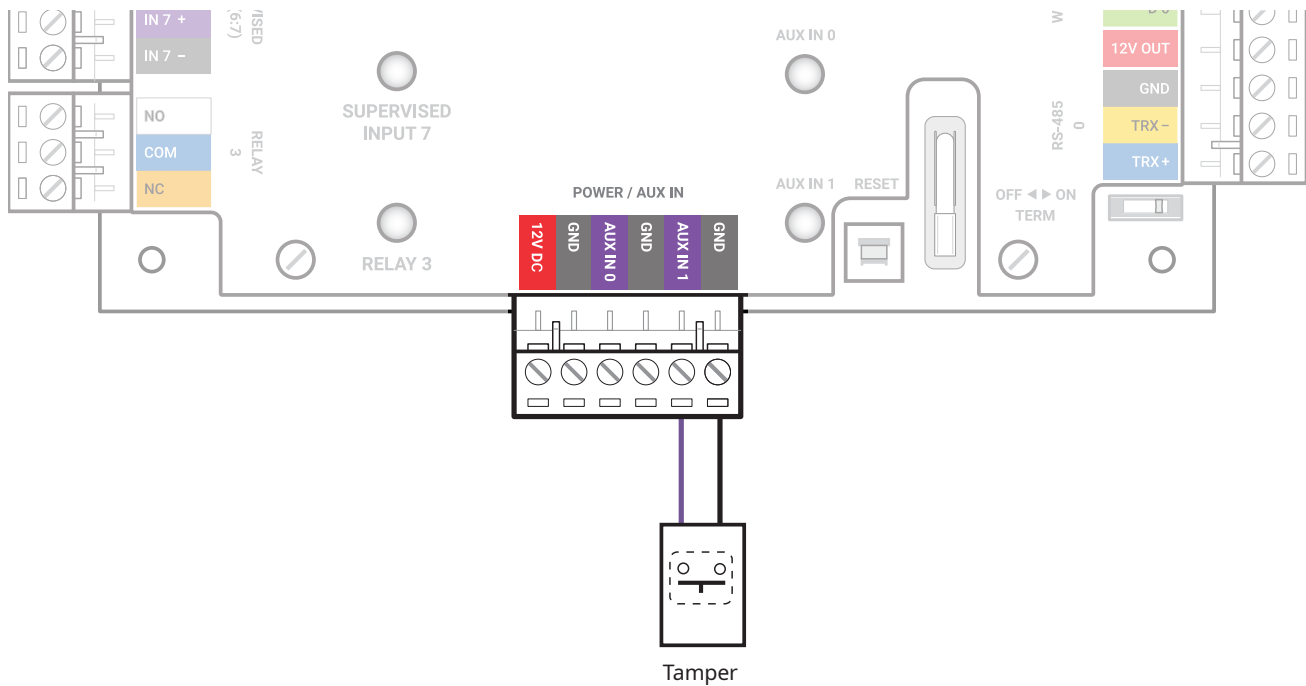 IN 7 +
IN 7 –
(6:7)
NO
COM
NC
RELAY
3
SUPERVISED
INPUT 7
RELAY 3
POWER / AUX IN
12V DC
GND
AUX IN 0
GND
AUX IN 1
GND
AUX IN 0
AUX IN 1
RESET
OFF ◄ ► ON
TERM
W
RS-485
0
12V OUT
GND
TRX –
TRX +
Tamper